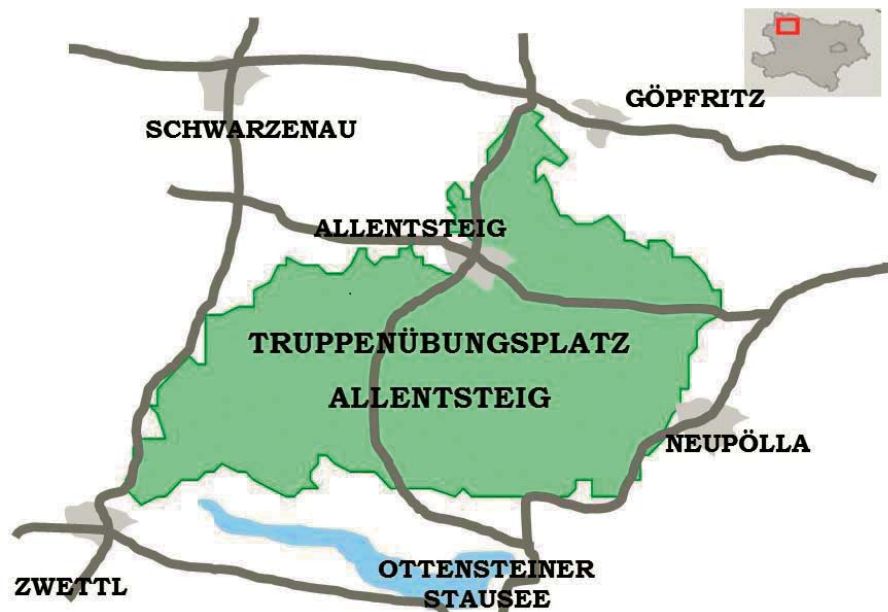 GÖPFRITZ
SCHWARZENAU
ALLENTSTEIG
TRUPPENÜBUNGSPLATZ
ALLENTSTEIG
NEUPÖLLA
ZWETTL
OTTENSTEINER
STAUSEE